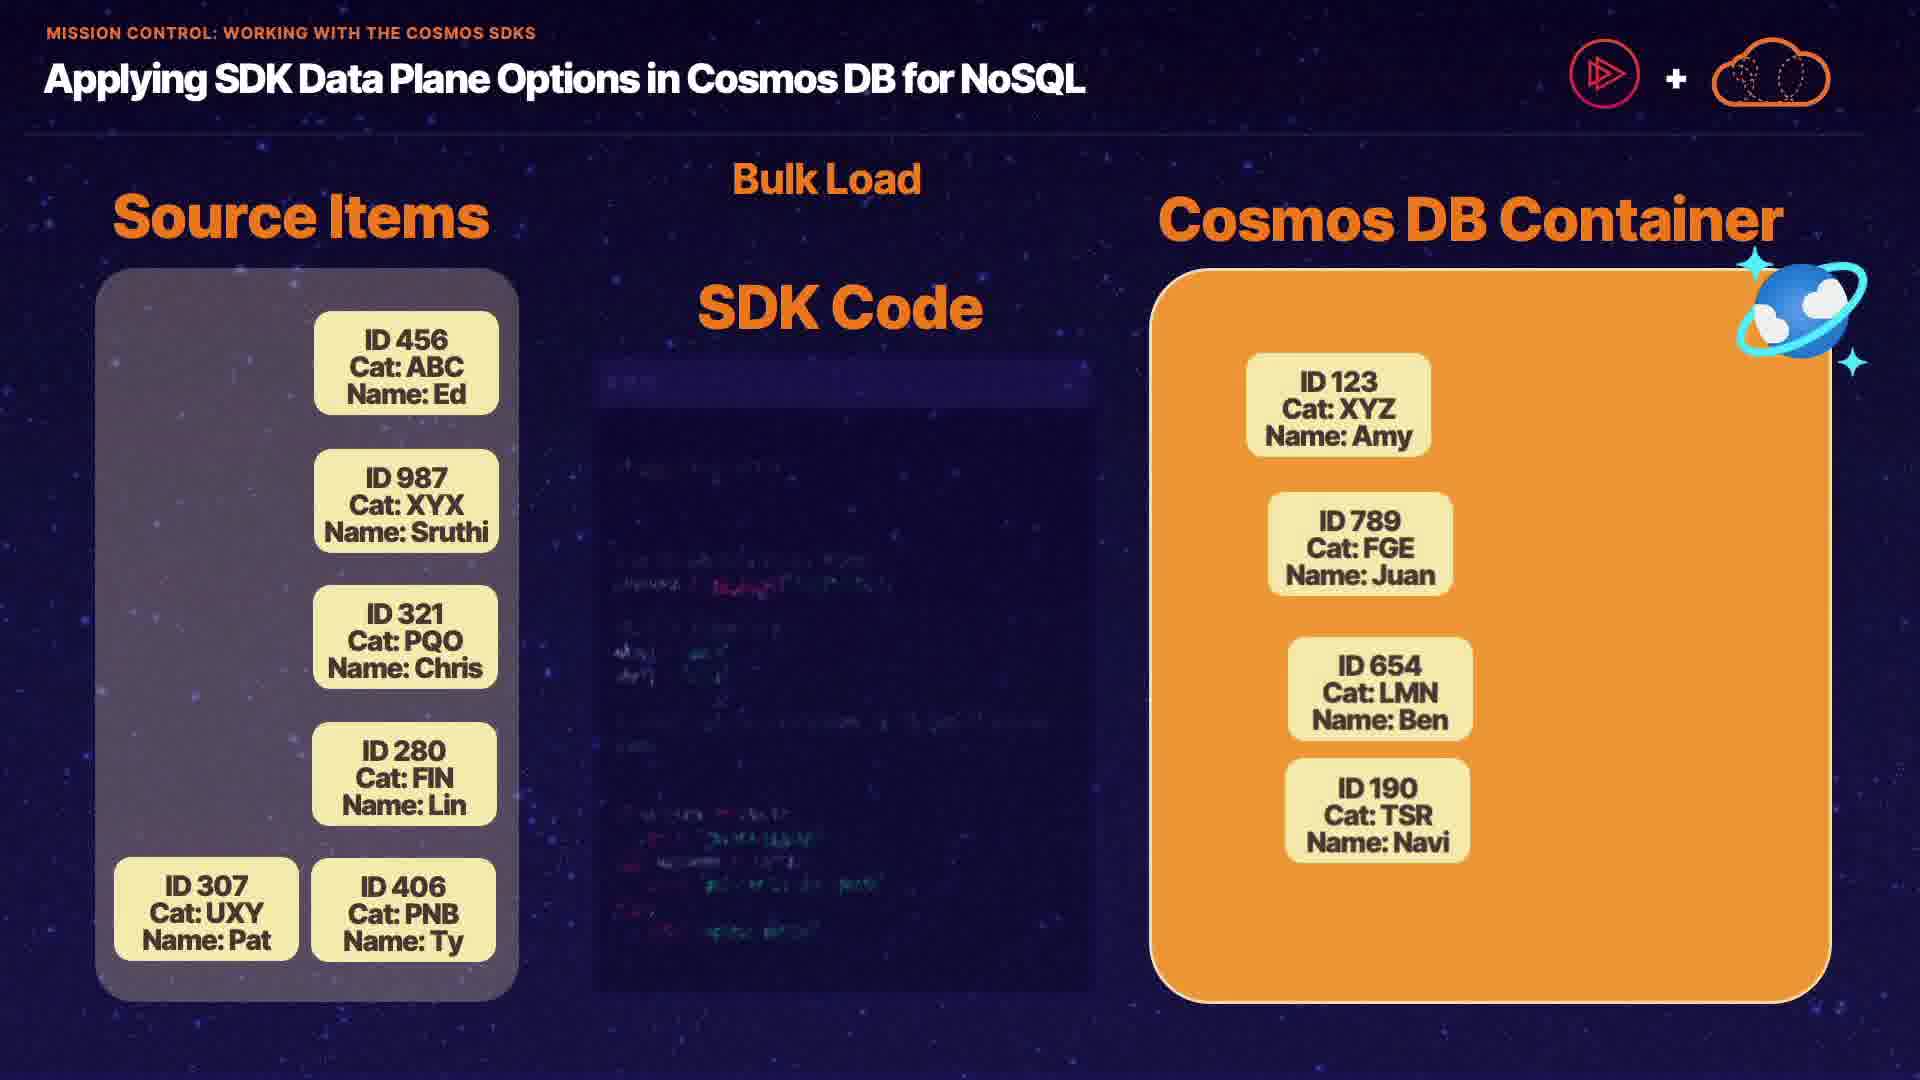 MISSION CONTROL: WORKING WITH THE COSMOS SDKS
Applying SDK Data Plane Options in Cosmos DB for NoSQL
+
Bulk Load
Source Items
SDK Code
Cosmos DB Container
ID 456
Cat: ABC
Name: Ed
ID 987
Cat: XYX
Name: Sruthi
ID 321
Cat: PQO
Name: Chris
ID 280
Cat: FIN
Name: Lin
ID 307
Cat: UXY
Name: Pat
ID 406
Cat: PNB
Name: Ty
ID 123
Cat: XYZ
Name: Amy
ID 789
Cat: FGE
Name: Juan
ID 654
Cat: LMN
Name: Ben
ID 190
Cat: TSR
Name: Navi